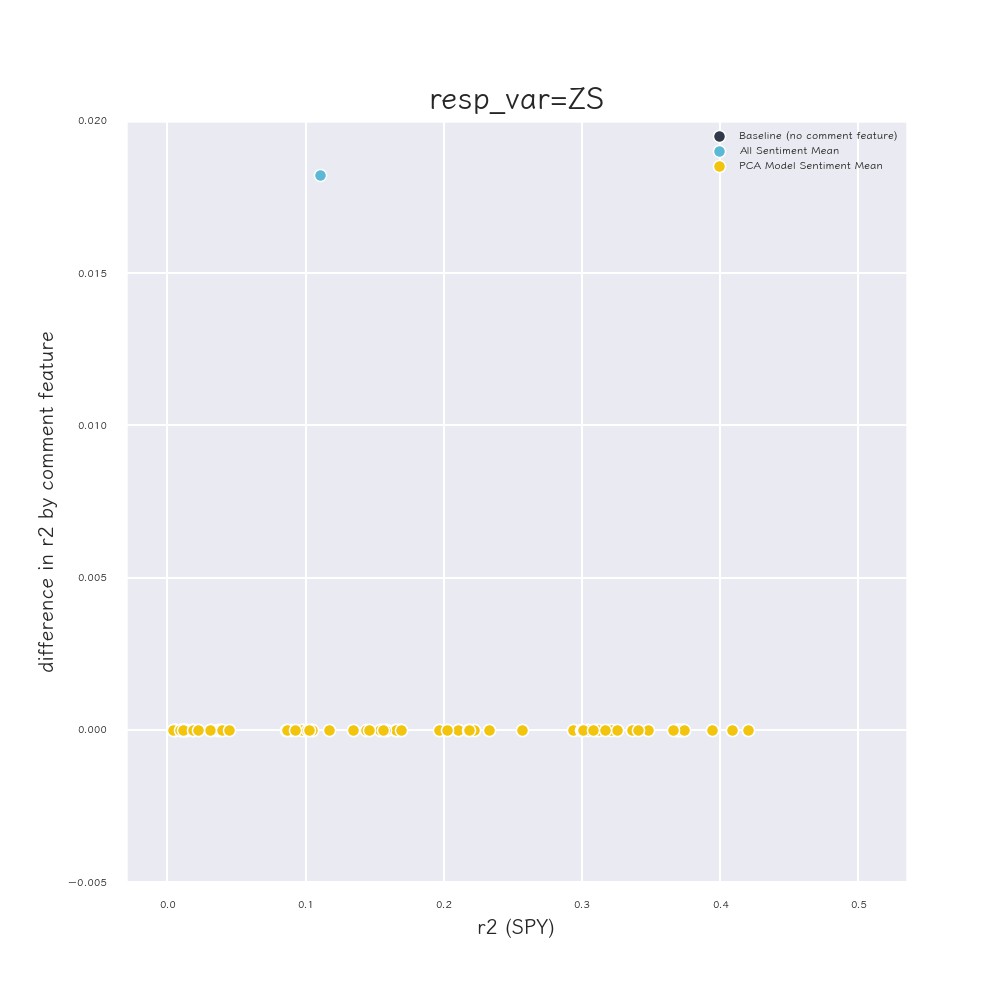 resp_var=ZS
0.020
Baseline (no comment feature)
All Sentiment Mean
PCA Model Sentiment Mean
0.015
0.010
0.005
0.000
−0.005
difference in r2 by comment feature
0.0 0.1 0.2 0.3 0.4 0.5
r2 (SPY)